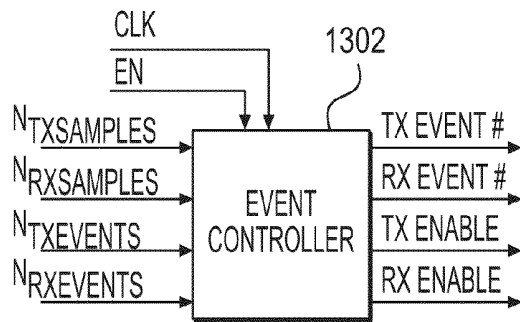 CLK
EN
1302
NTXSAMPLES
NRXSAMPLES
NTXEVENTS
NRXEVENTS
EVENT
CONTROLLER
TX EVENT #
RX EVENT #
TX ENABLE
RX ENABLE